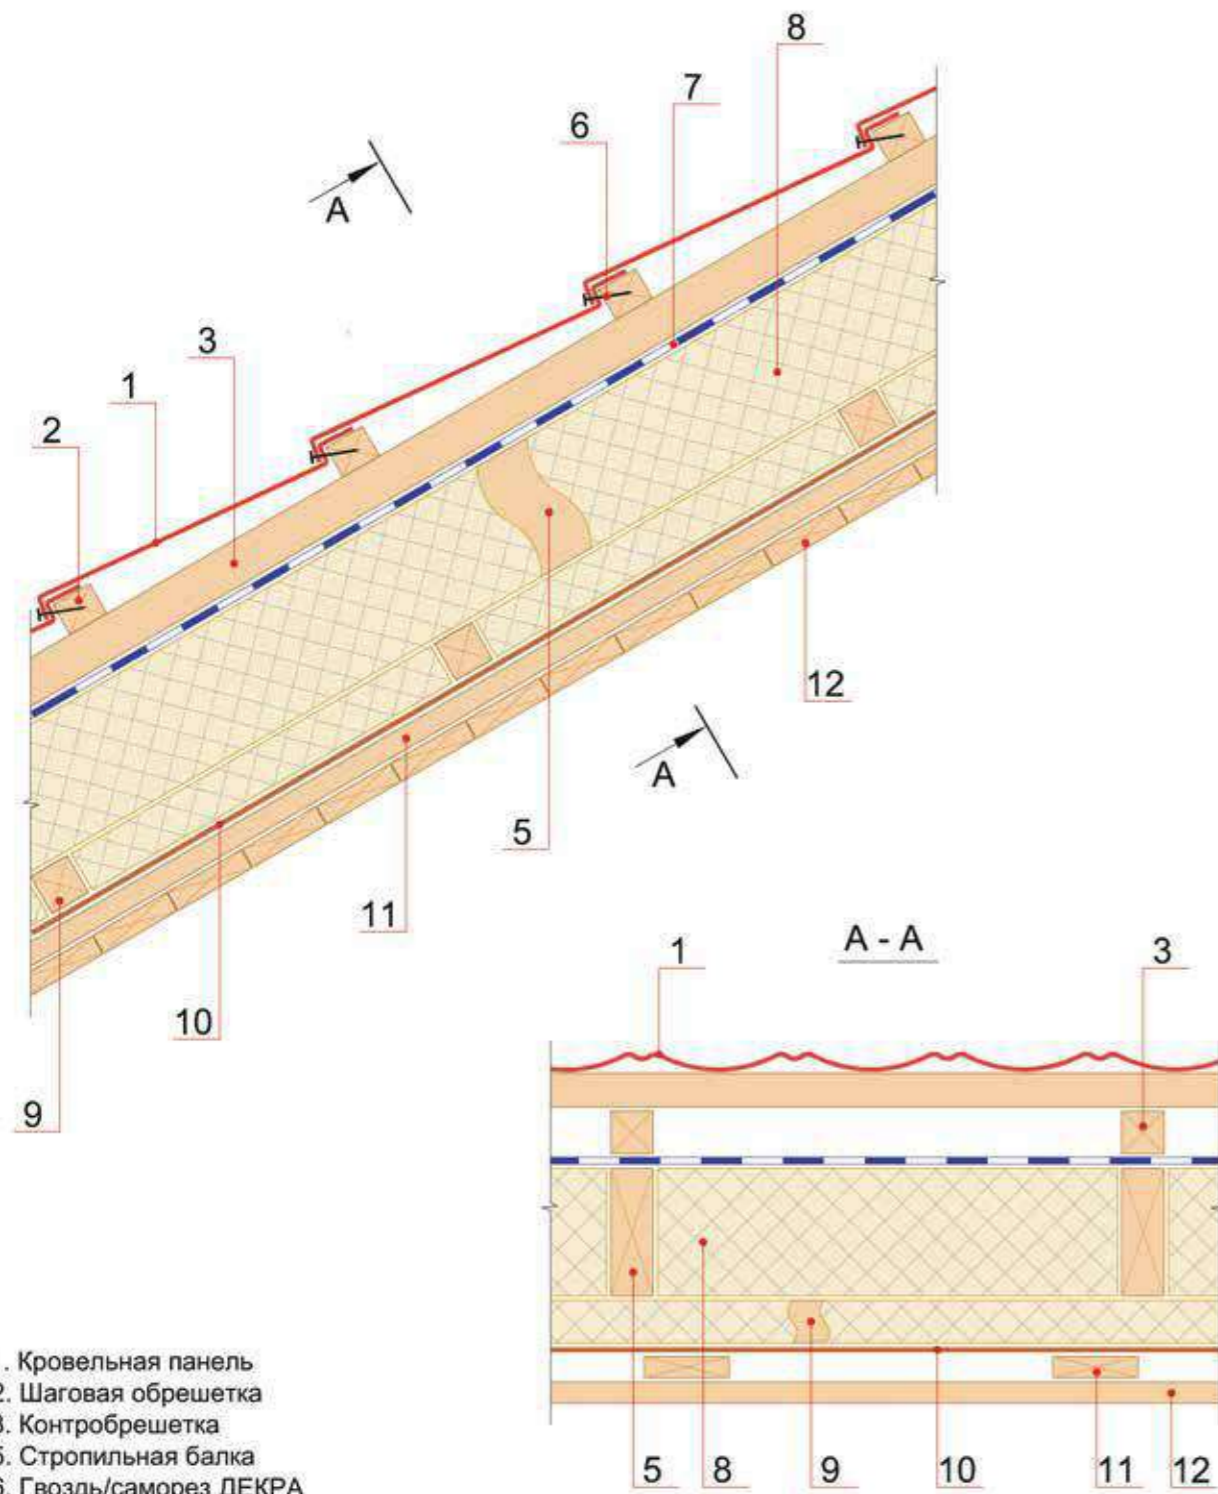 8
7
6
A
3
1
2
12
A
5
11
A - A
1
3
10
9
. Кровельная панель
2. Шаговая обрешетка
3. Контробрешетка
5. Стропильная балка
6. Гвоздь/саморез ДЕКРА
5 8 9 10 11 12